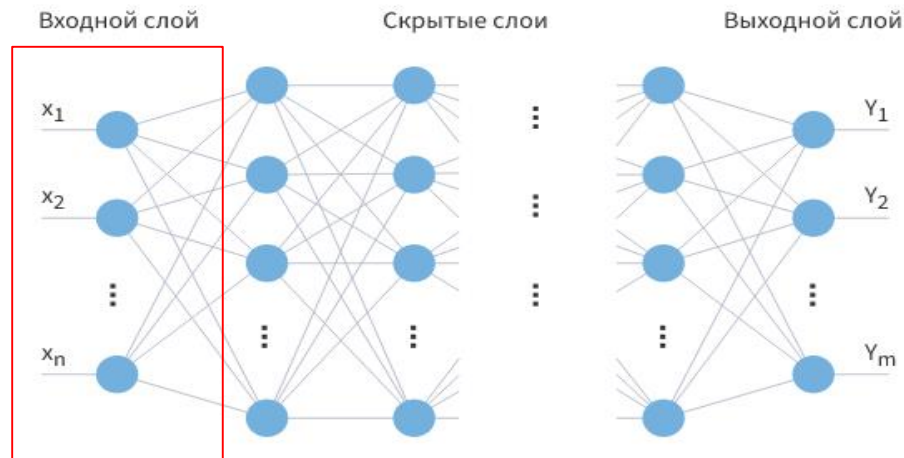 Входной слой
Скрытые слои
Выходной слой
x1
x2
⋮
xn
⋮
⋮
⋮
⋮
⋮
⋮
Y1
Y2
⋮
Ym